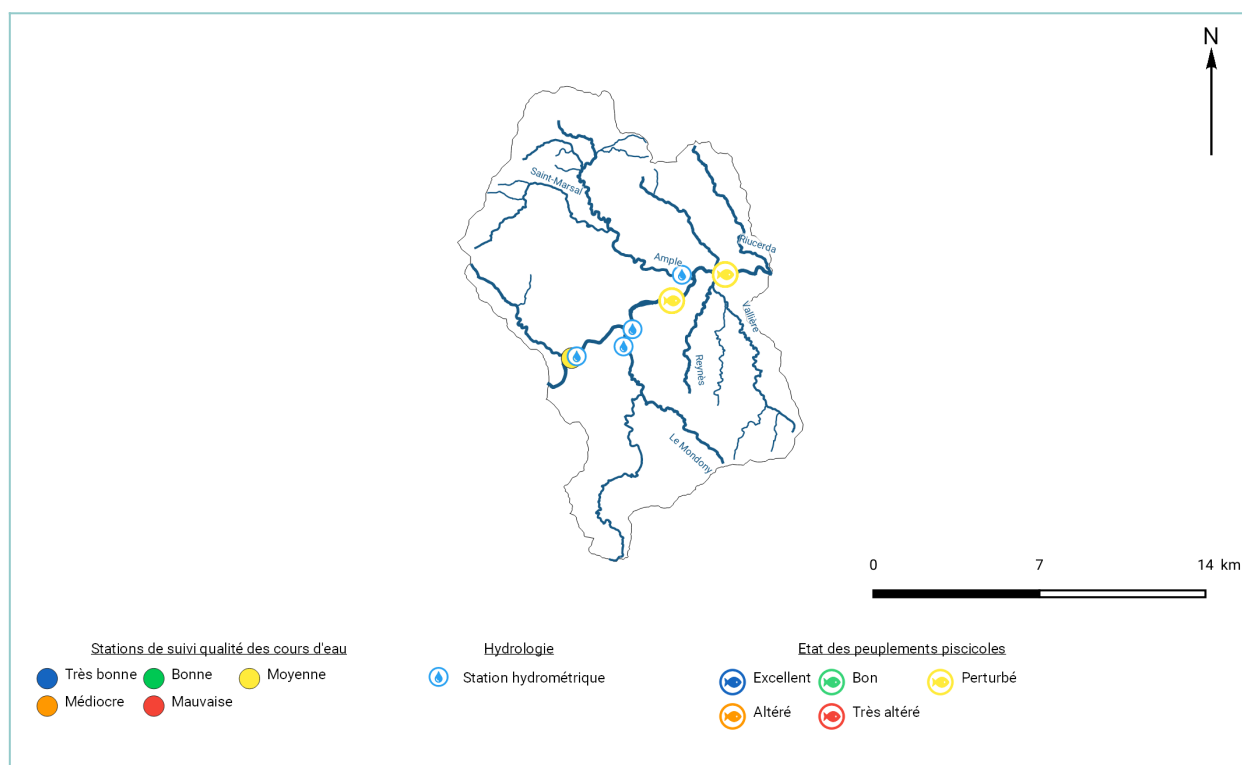 N
Saint-Marsal
Riucerda
Ample
Vallière
Reynès
Le Mondony
0 7 14 km
Stations de suivi qualité des cours d'eau
Très bonne Bonne Moyenne
Médiocre Mauvaise
Hydrologie
Station hydrométrique
Etat des peuplements piscicoles
Excellent Bon Perturbé
Altéré Très altéré